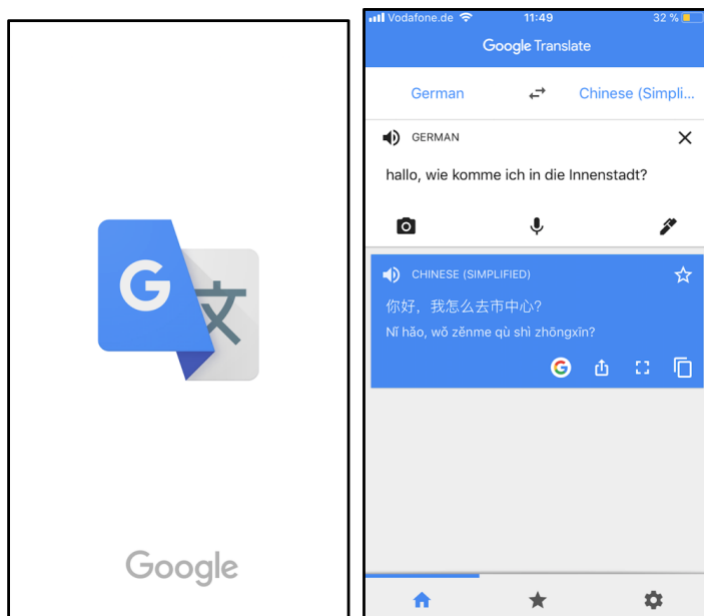 G 文
Google
Vodafone.de 11:49 32 %
Google Translate
German Chinese (Simpli...
GERMAN
hallo, wie komme ich in die Innenstadt?
CHINESE (SIMPLIFIED)
你好，我怎么去市中心？
Nǐ hǎo, wǒ zěnme qù shì zhōngxīn?
G